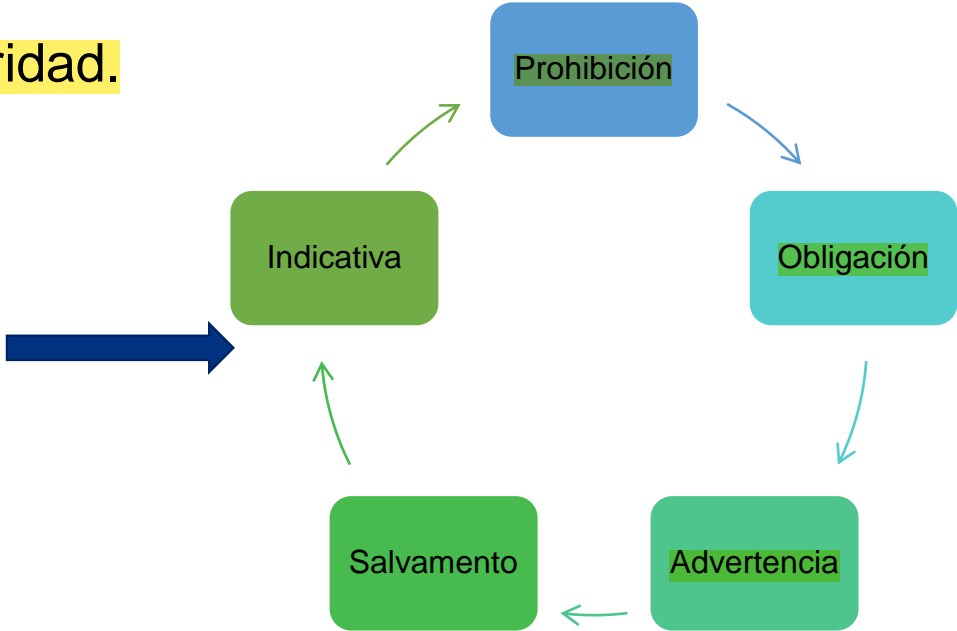 ridad.
Prohibición
Obligación
Advertencia
Salvamento
Indicativa